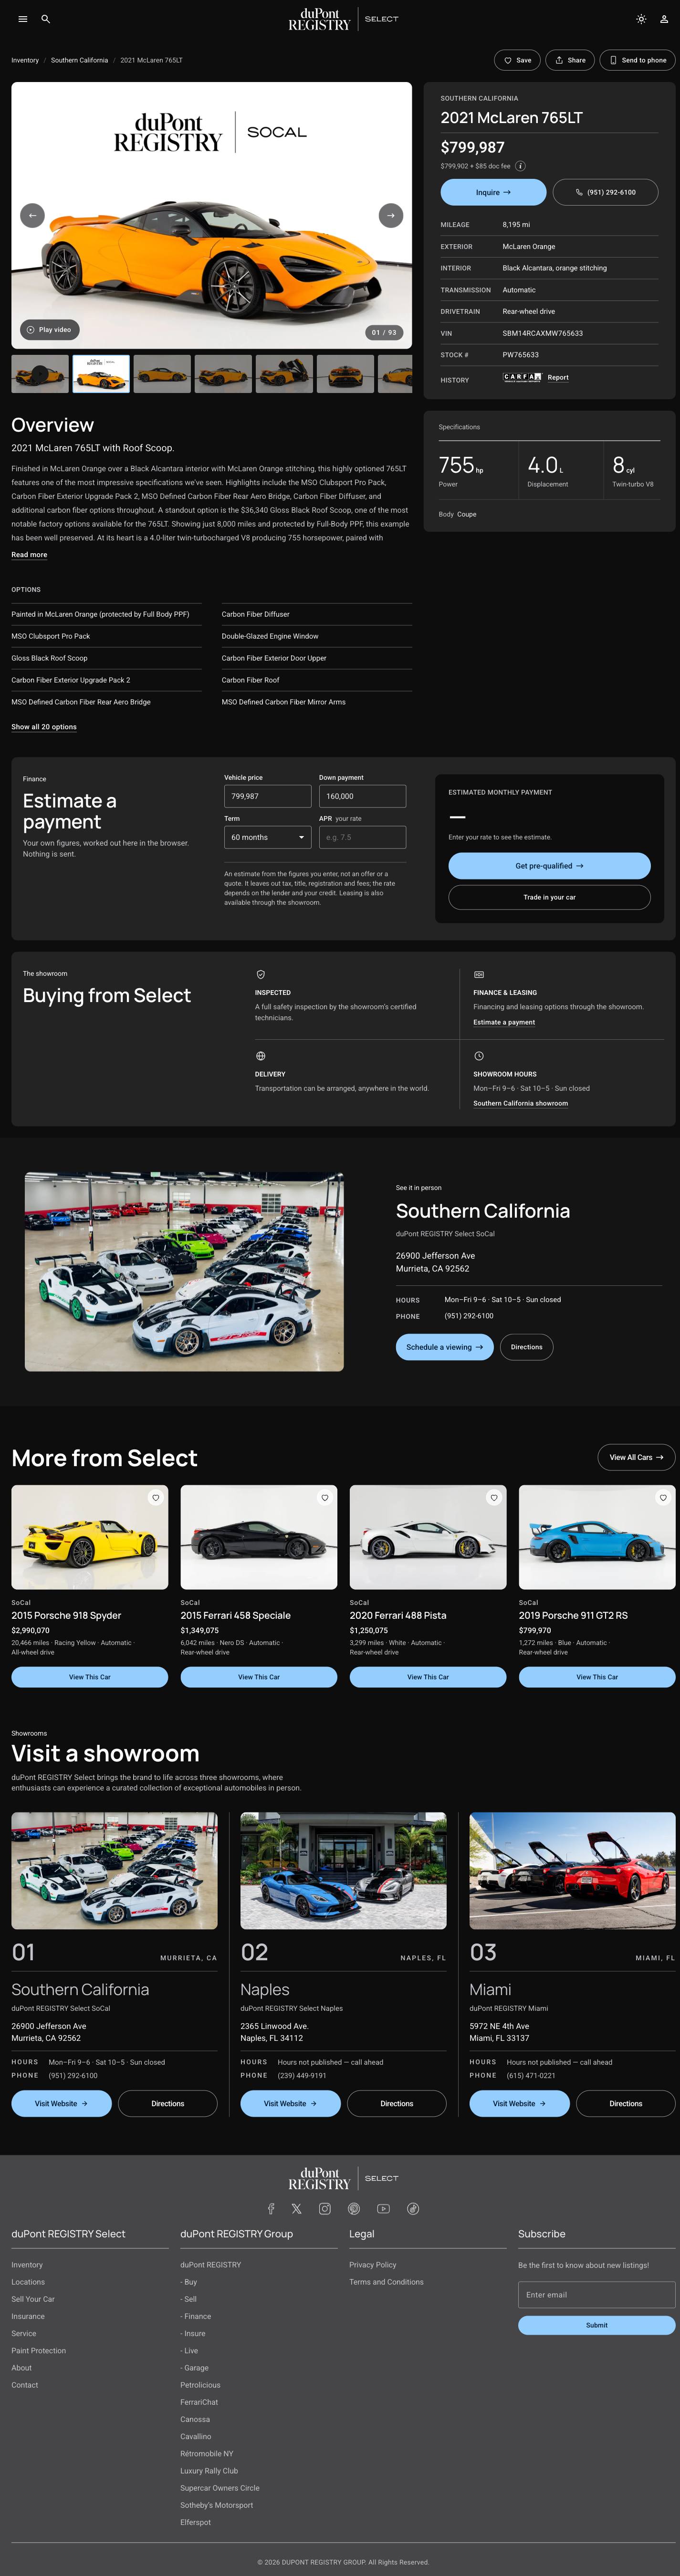 duPont
REGISTRY
SELECT
Inventory / Southern California / 2021 McLaren 765LT
Save
Share
Send to phone
duPont
REGISTRY
SOCAL
Play video
01 / 93
SOUTHERN CALIFORNIA
2021 McLaren 765LT
$799,987
$799,902 + $85 doc fee i
Inquire →
(951) 292-6100
MILEAGE 8,195 mi
EXTERIOR McLaren Orange
INTERIOR Black Alcantara, orange stitching
TRANSMISSION Automatic
DRIVETRAIN Rear-wheel drive
VIN SBM14RCAXMW765633
STOCK # PW765633
HISTORY CARFAX Report
Specifications
755 hp
Power
4.0 L
Displacement
8 cyl
Twin-turbo V8
Body Coupe
Overview
2021 McLaren 765LT with Roof Scoop.
Finished in McLaren Orange over a Black Alcantara interior with McLaren Orange stitching, this highly optioned 765LT
features one of the most impressive specifications we've seen. Highlights include the MSO Clubsport Pro Pack,
Carbon Fiber Exterior Upgrade Pack 2, MSO Defined Carbon Fiber Rear Aero Bridge, Carbon Fiber Diffuser, and
additional carbon fiber options throughout. A standout option is the $36,340 Gloss Black Roof Scoop, one of the most
notable factory options available for the 765LT. Showing just 8,000 miles and protected by Full-Body PPF, this example
has been well preserved. At its heart is a 4.0-liter twin-turbocharged V8 producing 755 horsepower, paired with
Read more
OPTIONS
Painted in McLaren Orange (protected by Full Body PPF)
Carbon Fiber Diffuser
MSO Clubsport Pro Pack
Double-Glazed Engine Window
Gloss Black Roof Scoop
Carbon Fiber Exterior Door Upper
Carbon Fiber Exterior Upgrade Pack 2
Carbon Fiber Roof
MSO Defined Carbon Fiber Rear Aero Bridge
MSO Defined Carbon Fiber Mirror Arms
Show all 20 options
Finance
Estimate a
payment
Your own figures, worked out here in the browser.
Nothing is sent.
Vehicle price
799,987
Down payment
160,000
Term
60 months
APR your rate
e.g. 7.5
An estimate from the figures you enter, not an offer or a
quote. It leaves out tax, title, registration and fees; the rate
depends on the lender and your credit. Leasing is also
available through the showroom.
ESTIMATED MONTHLY PAYMENT
—
Enter your rate to see the estimate.
Get pre-qualified →
Trade in your car
The showroom
Buying from Select
INSPECTED
A full safety inspection by the showroom's certified
technicians.
FINANCE & LEASING
Financing and leasing options through the showroom.
Estimate a payment
DELIVERY
Transportation can be arranged, anywhere in the world.
SHOWROOM HOURS
Mon–Fri 9–6 · Sat 10–5 · Sun closed
Southern California showroom
See it in person
Southern California
duPont REGISTRY Select SoCal
26900 Jefferson Ave
Murrieta, CA 92562
HOURS Mon–Fri 9–6 · Sat 10–5 · Sun closed
PHONE (951) 292-6100
Schedule a viewing →
Directions
More from Select
View All Cars →
SoCal
2015 Porsche 918 Spyder
$2,990,070
20,466 miles · Racing Yellow · Automatic ·
All-wheel drive
View This Car
SoCal
2015 Ferrari 458 Speciale
$1,349,075
6,042 miles · Nero DS · Automatic ·
Rear-wheel drive
View This Car
SoCal
2020 Ferrari 488 Pista
$1,250,075
3,299 miles · White · Automatic ·
Rear-wheel drive
View This Car
SoCal
2019 Porsche 911 GT2 RS
$799,970
1,272 miles · Blue · Automatic ·
Rear-wheel drive
View This Car
Showrooms
Visit a showroom
duPont REGISTRY Select brings the brand to life across three showrooms, where
enthusiasts can experience a curated collection of exceptional automobiles in person.
01
MURRIETA, CA
Southern California
duPont REGISTRY Select SoCal
26900 Jefferson Ave
Murrieta, CA 92562
HOURS Mon–Fri 9–6 · Sat 10–5 · Sun closed
PHONE (951) 292-6100
Visit Website →
Directions
02
NAPLES, FL
Naples
duPont REGISTRY Select Naples
2365 Linwood Ave.
Naples, FL 34112
HOURS Hours not published — call ahead
PHONE (239) 449-9191
Visit Website →
Directions
03
MIAMI, FL
Miami
duPont REGISTRY Miami
5972 NE 4th Ave
Miami, FL 33137
HOURS Hours not published — call ahead
PHONE (615) 471-0221
Visit Website →
Directions
duPont
REGISTRY
SELECT
duPont REGISTRY Select
Inventory
Locations
Sell Your Car
Insurance
Service
Paint Protection
About
Contact
duPont REGISTRY Group
duPont REGISTRY
- Buy
- Sell
- Finance
- Insure
- Live
- Garage
Petrolicious
FerrariChat
Canossa
Cavallino
Rétromobile NY
Luxury Rally Club
Supercar Owners Circle
Sotheby's Motorsport
Elferspot
Legal
Privacy Policy
Terms and Conditions
Subscribe
Be the first to know about new listings!
Enter email
Submit
© 2026 DUPONT REGISTRY GROUP. All Rights Reserved.